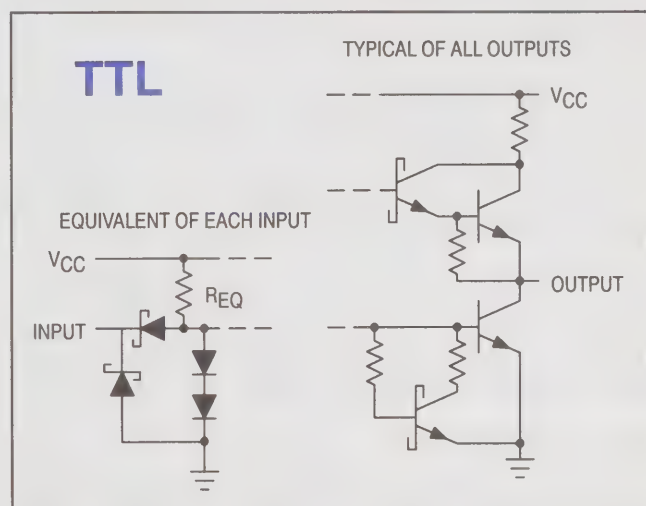 TTL
TYPICAL OF ALL OUTPUTS
VCC
EQUIVALENT OF EACH INPUT
VCC
REQ
INPUT
OUTPUT